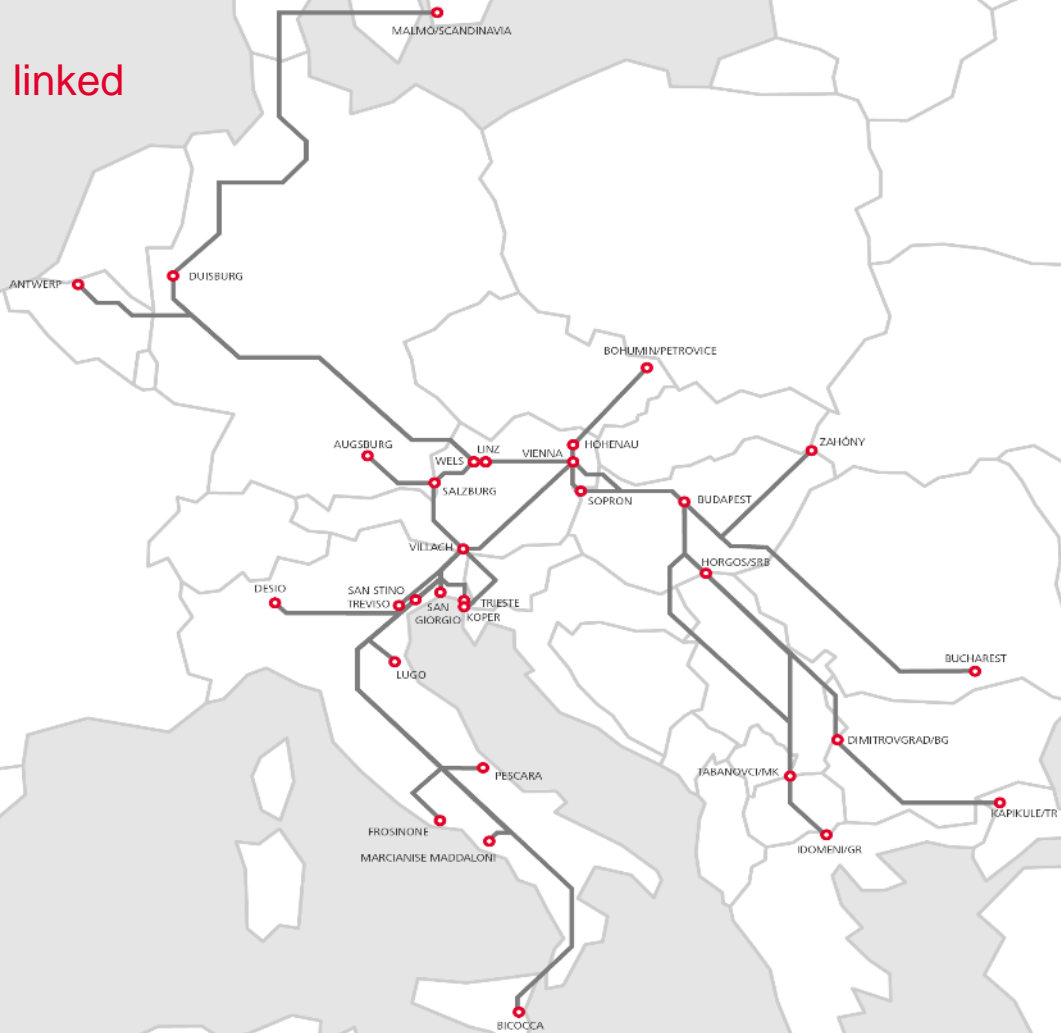 MALMÖ/SCANDINAVIA
linked
DUISBURG
ANTWERP
BOHUMIN/PETROVICE
AUGSBURG
LINZ
WELS
VIENNA
HOHENAU
ZAHÓNY
SALZBURG
SOPRON
BUDAPEST
VILLACH
HORGOS/SRB
DESIO
SAN STINO
TREVISO
SAN
GIORGIO
TRIESTE
KOPER
LUGO
BUCHAREST
DIMITROVGRAD/BG
TABANOVCI/MK
PESCARA
KAPIKULE/TR
FROSINONE
IDOMENI/GR
MARCIANISE MADDALONI
BICOCCA